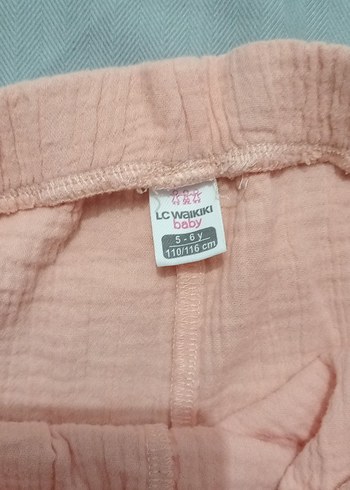 LC WAIKIKI
baby
5 - 6 y
110/116 cm